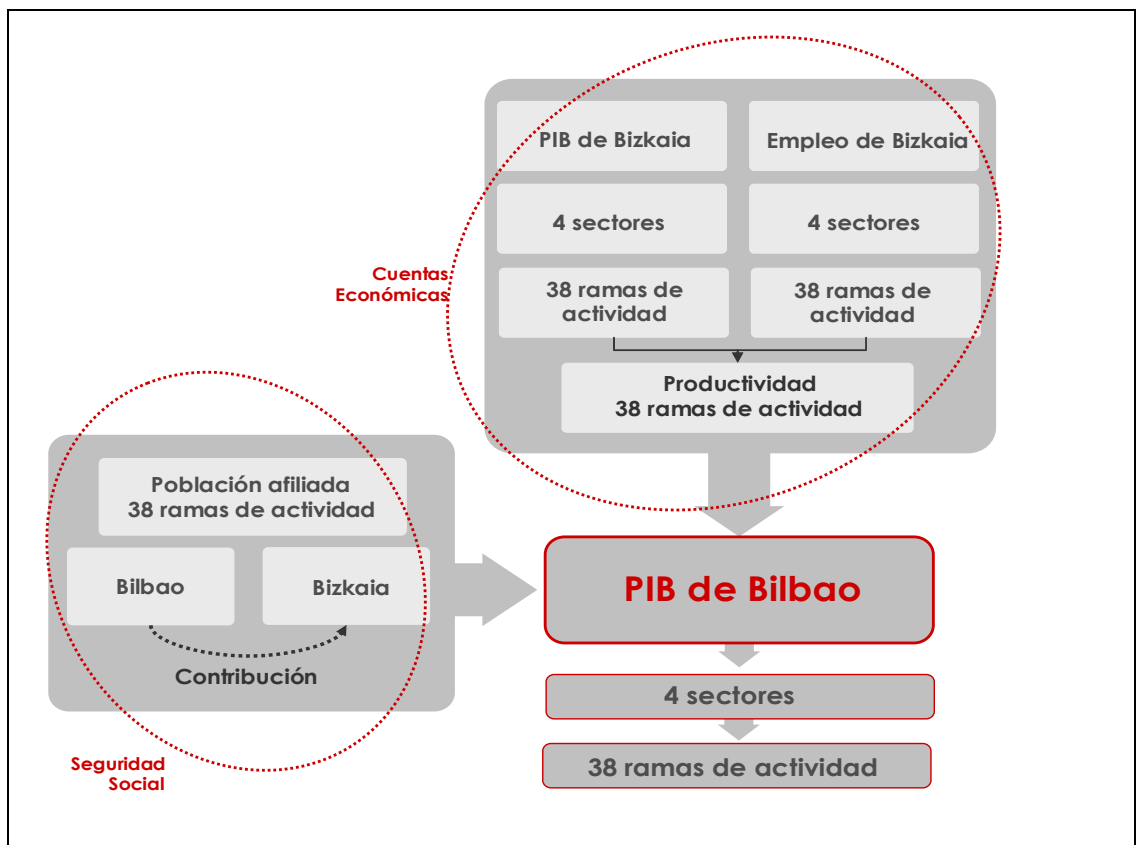 PIB de Bizkaia
Empleo de Bizkaia
4 sectores
4 sectores
Cuentas
Económicas
38 ramas de
actividad
38 ramas de
actividad
Productividad
38 ramas de actividad
Población afiliada
38 ramas de actividad
Bilbao
Bizkaia
Contribución
Seguridad
Social
PIB de Bilbao
4 sectores
38 ramas de actividad